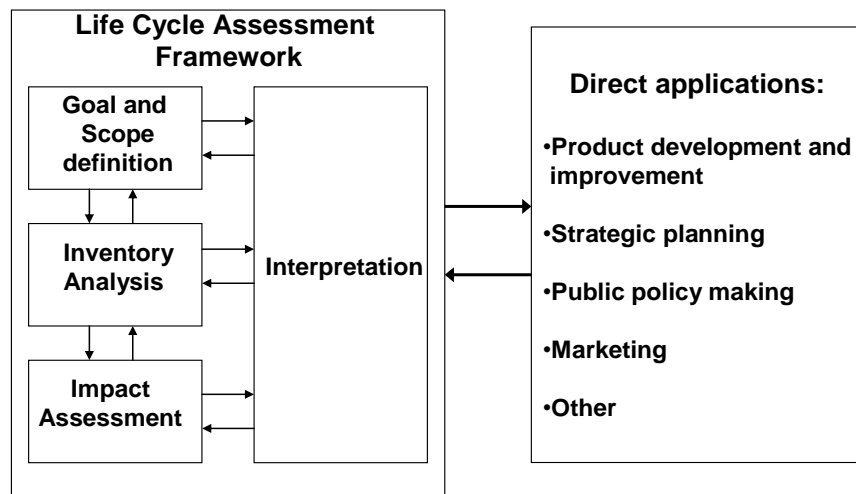 Life Cycle Assessment
Framework
Goal and
Scope
definition
Inventory
Analysis
Impact
Assessment
Interpretation
Direct applications:
•Product development and
improvement
•Strategic planning
•Public policy making
•Marketing
•Other